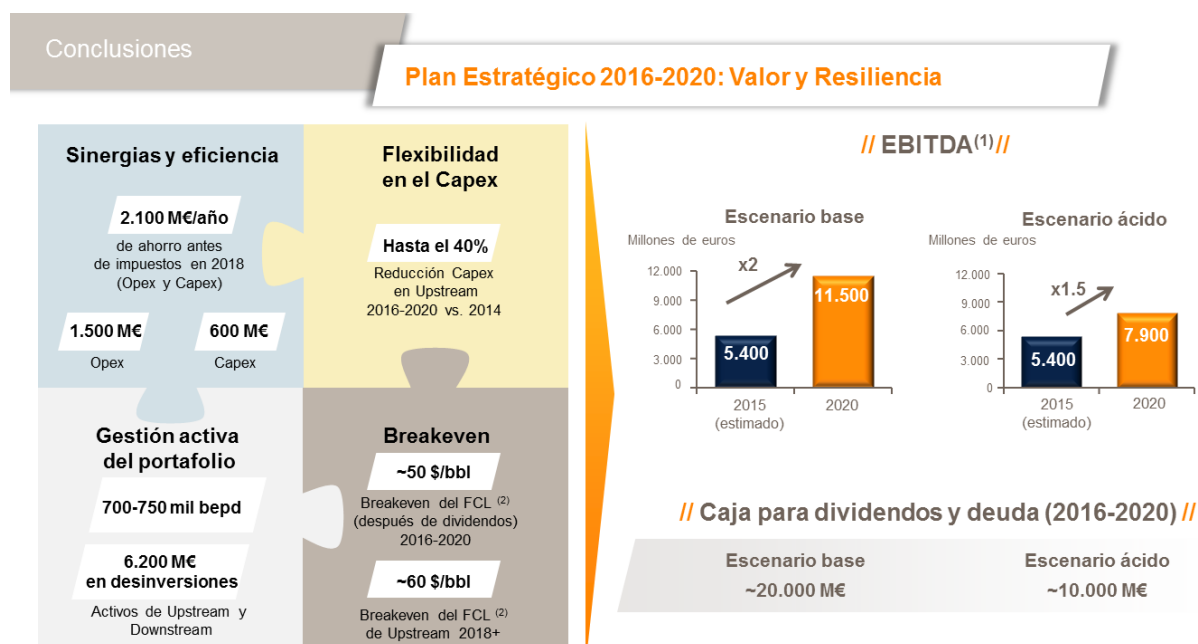 Conclusiones
Plan Estratégico 2016-2020: Valor y Resiliencia
Sinergias y eficiencia
2.100 M€/año
de ahorro antes
de impuestos en 2018
(Opex y Capex)
1.500 M€
600 M€
Opex
Capex
Flexibilidad
en el Capex
Hasta el 40%
Reducción Capex
en Upstream
2016-2020 vs. 2014
Gestión activa
del portafolio
700-750 mil bepd
6.200 M€
en desinversiones
Activos de Upstream y
Downstream
Breakeven
~50 $/bbl
Breakeven del FCL (2)
(después de dividendos)
2016-2020
~60 $/bbl
Breakeven del FCL (2)
de Upstream 2018+
// EBITDA(1)//
Escenario base
Millones de euros
12.000
9.000
6.000
3.000
0
x2
5.400
11.500
2015
(estimado)
2020
Escenario ácido
Millones de euros
12.000
9.000
6.000
3.000
0
x1.5
5.400
7.900
2015
(estimado)
2020
// Caja para dividendos y deuda (2016-2020) //
Escenario base
~20.000 M€
Escenario ácido
~10.000 M€